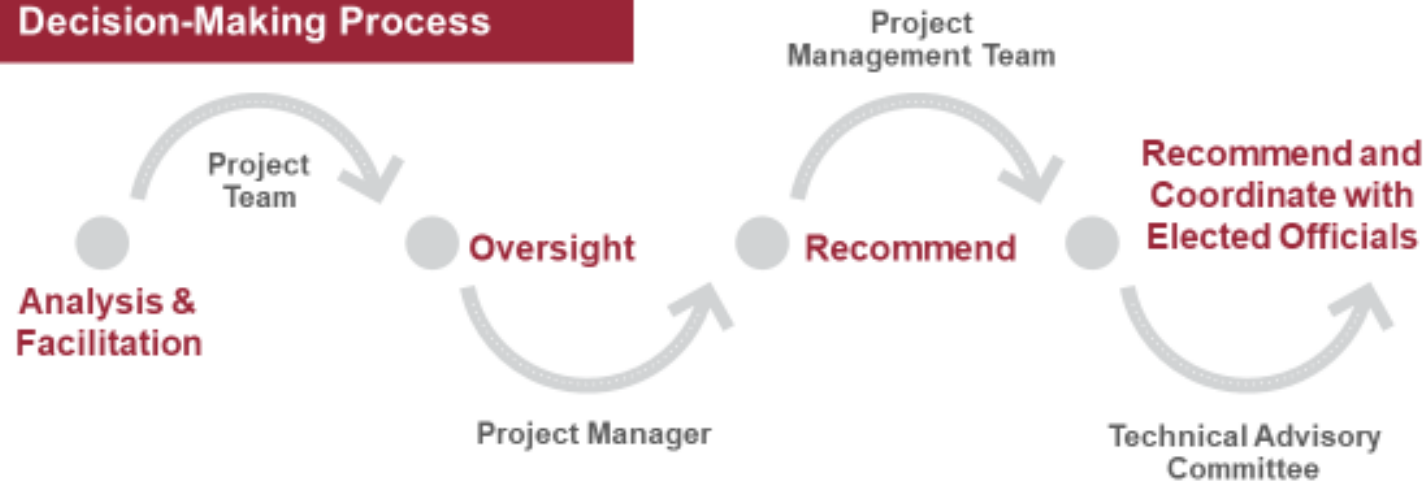 Decision-Making Process
Project
Management Team
Project
Team
Recommend and
Coordinate with
Elected Officials
Oversight
Recommend
Analysis &
Facilitation
Project Manager
Technical Advisory
Committee